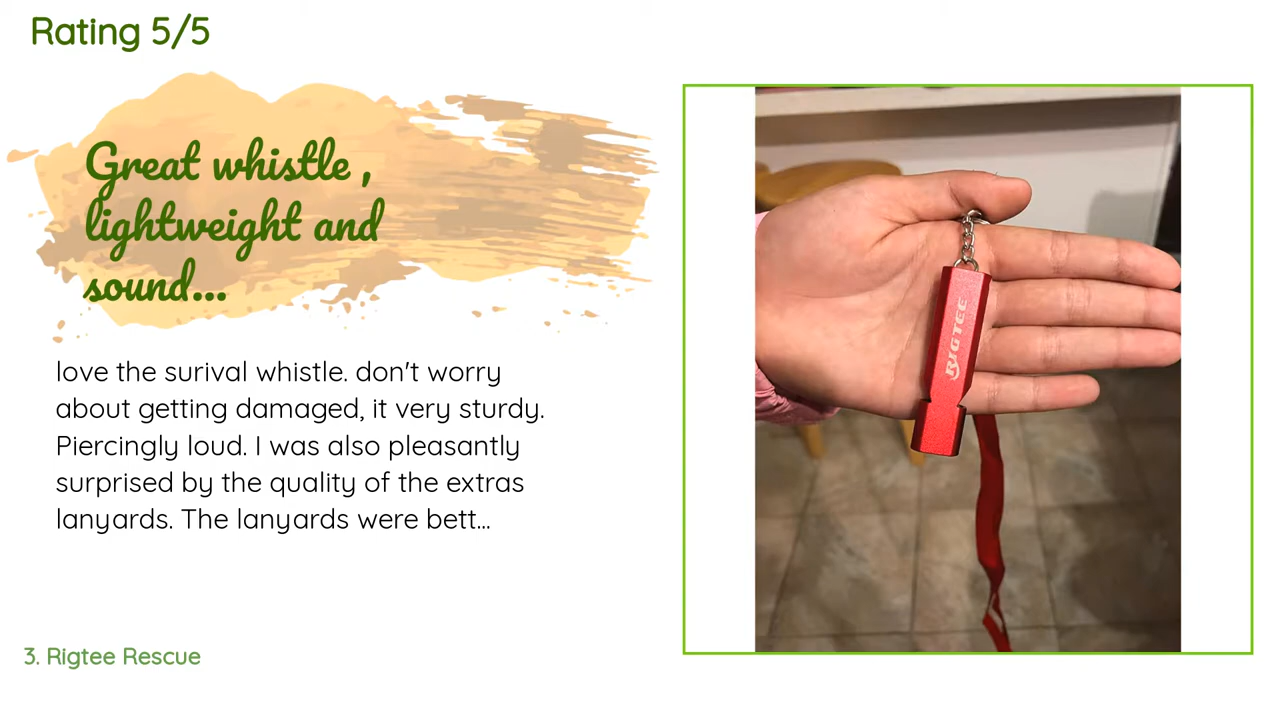 Rating 5/5
Great whistle ,
lightweight and
sound...
love the surival whistle. don't worry
about getting damaged, it very sturdy.
Piercingly loud. I was also pleasantly
surprised by the quality of the extras
lanyards. The lanyards were bett...
RIGTEE
3. Rigtee Rescue